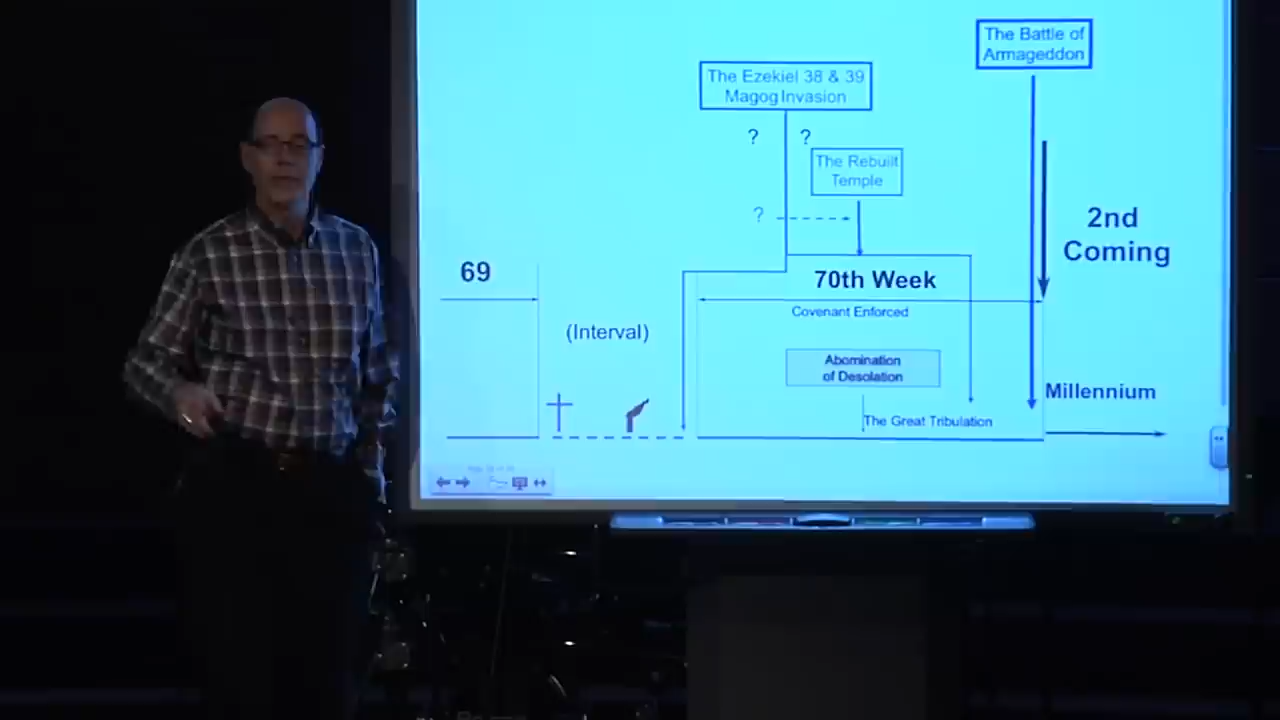 The Battle of
Armageddon
The Ezekiel 38 & 39
Magog Invasion
? ?
The Rebuilt
Temple
?
2nd
Coming
69
70th Week
Covenant Enforced
(Interval)
Abomination
of Desolation
Millennium
The Great Tribulation